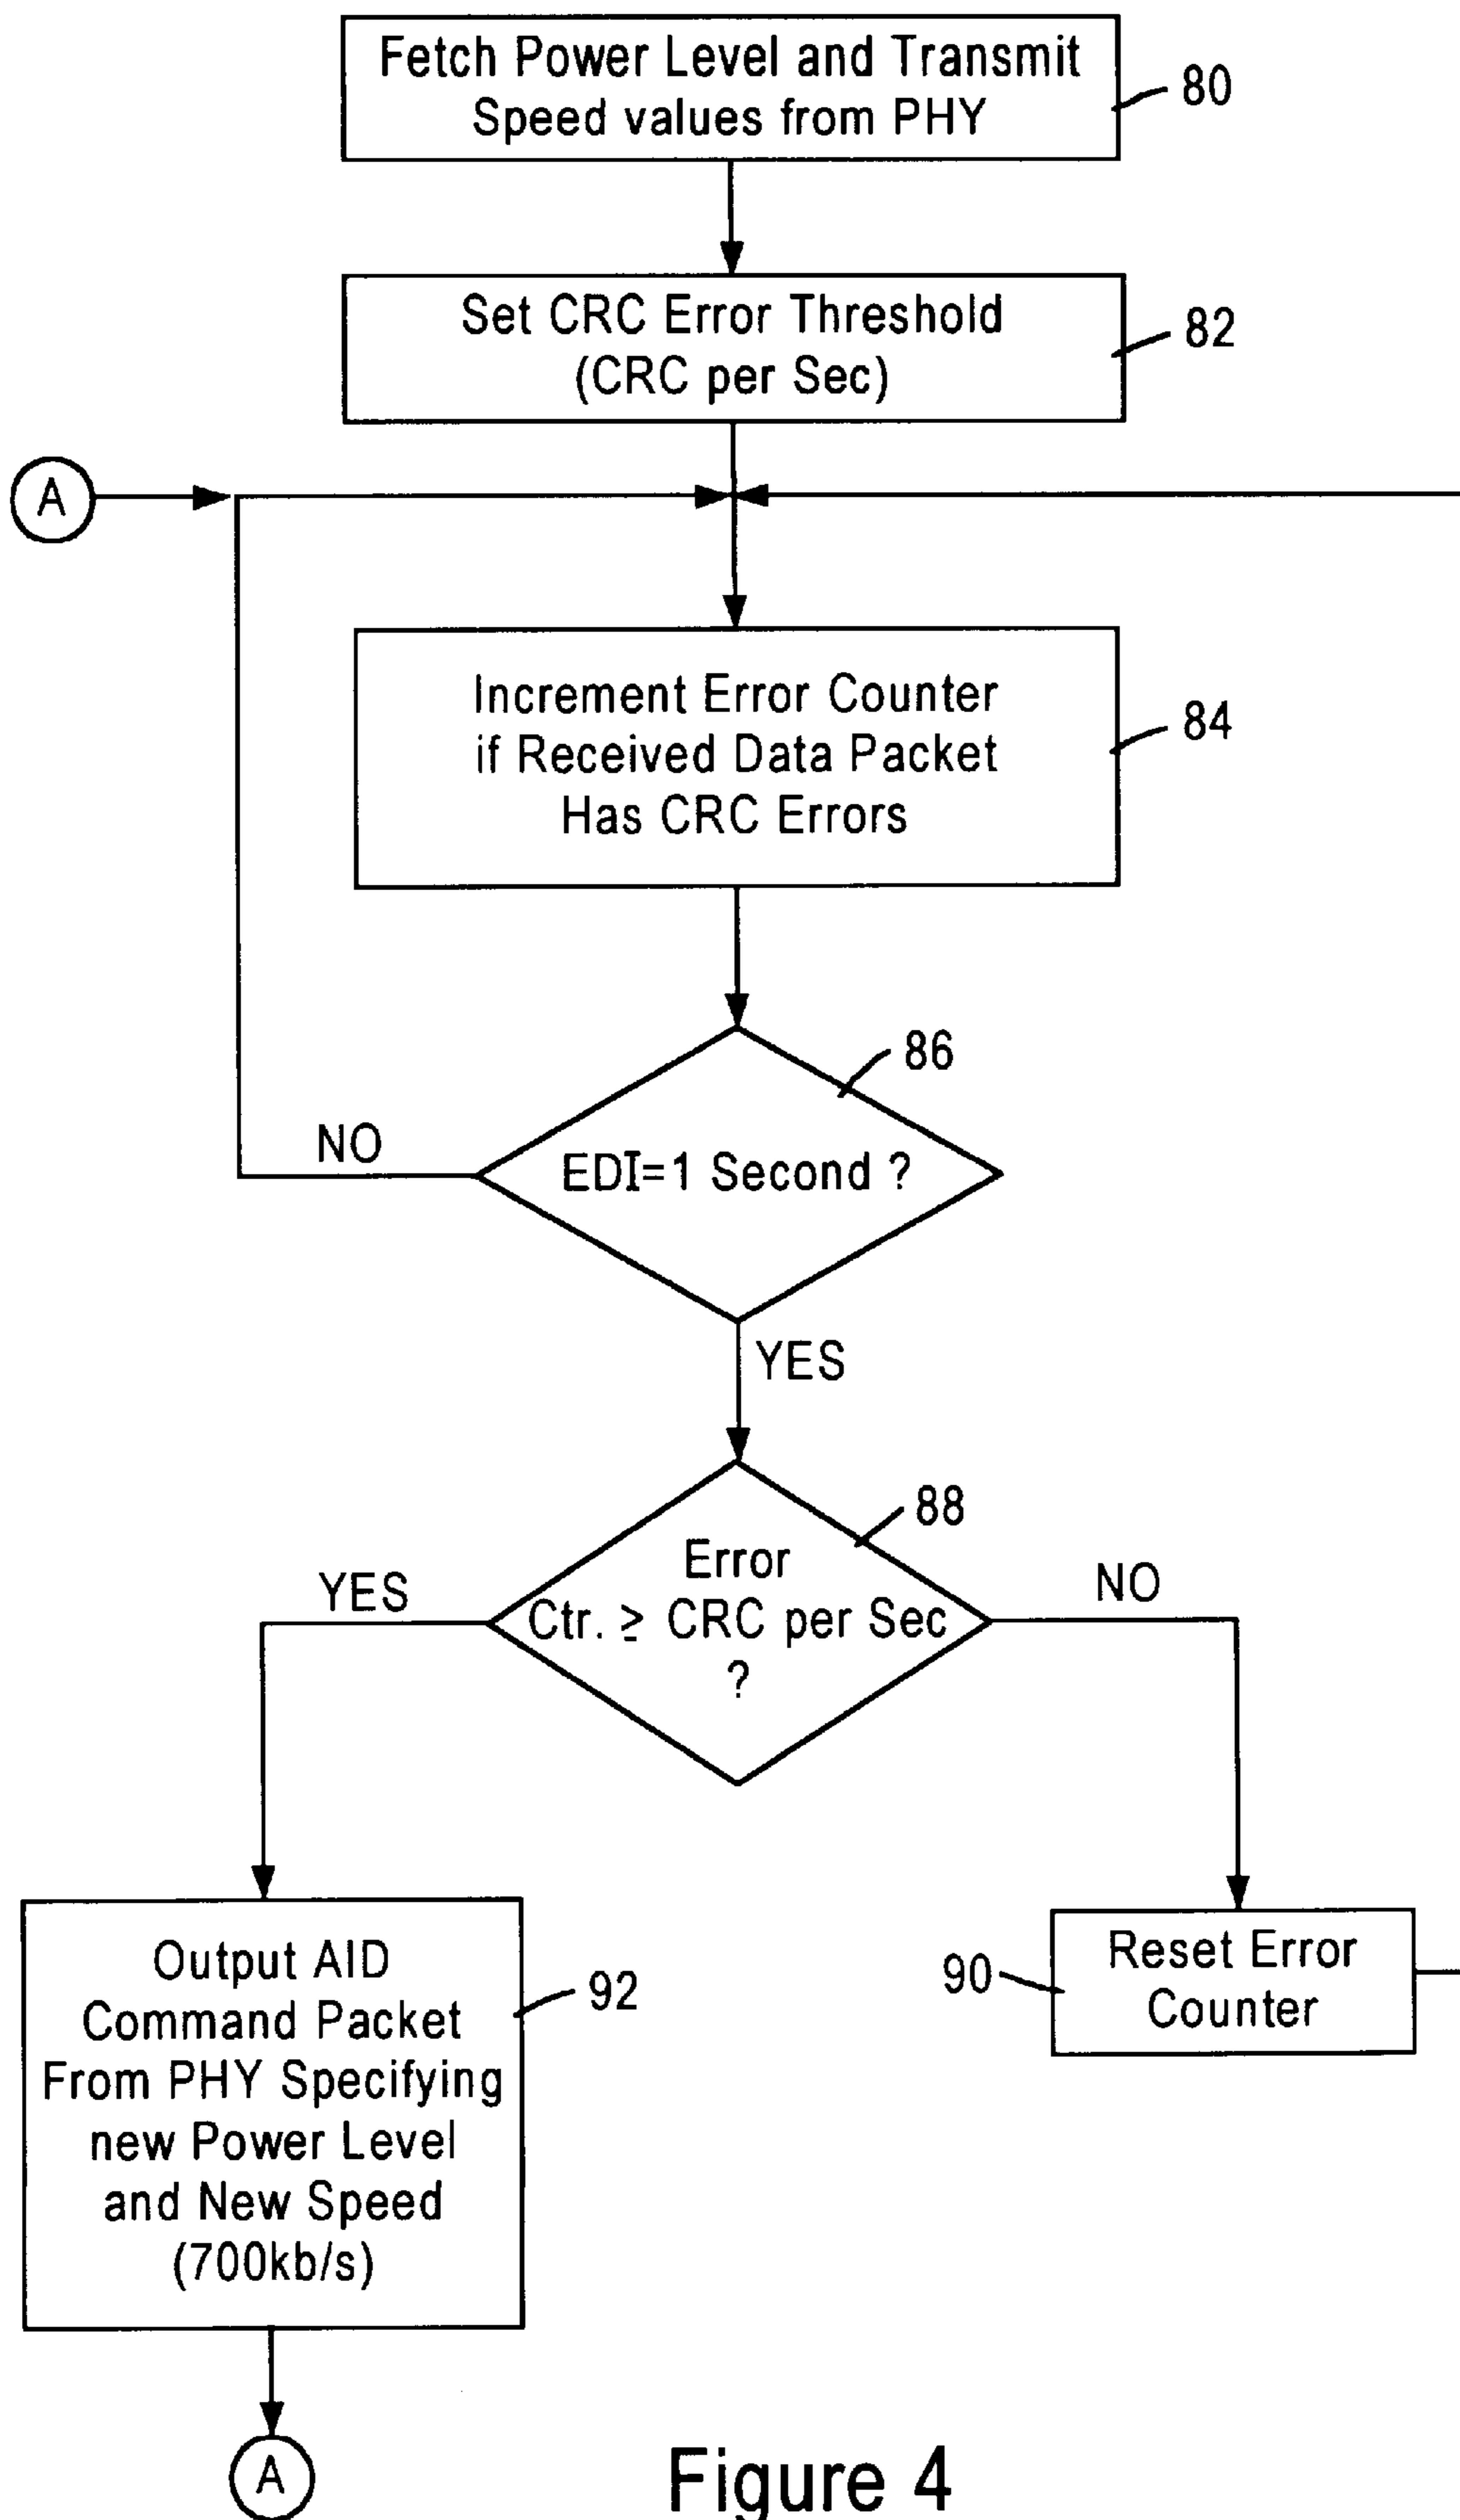 Fetch Power Level and Transmit
Speed values from PHY
80
Set CRC Error Threshold
(CRC per Sec)
82
A
Increment Error Counter
if Received Data Packet
Has CRC Errors
84
86
EDI=1 Second ?
NO
YES
88
Error
Ctr. ≥ CRC per Sec
?
YES
NO
Output AID
Command Packet
From PHY Specifying
new Power Level
and New Speed
(700kb/s)
92
90
Reset Error
Counter
A
Figure 4